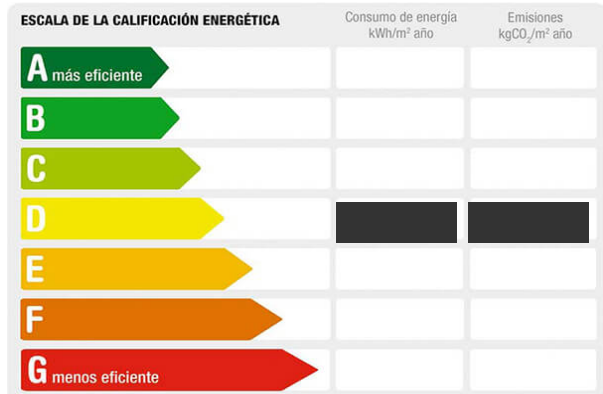 ESCALA DE LA CALIFICACIÓN ENERGÉTICA
Consumo de energía
kWh/m² año
Emisiones
kgCO₂/m² año
A más eficiente
B
C
D
E
F
G menos eficiente